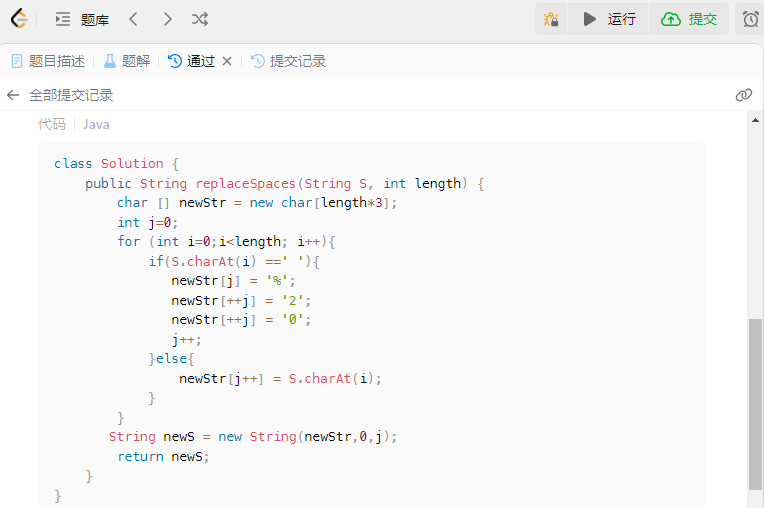 题库 运行 提交
题目描述 题解 通过 提交记录
全部提交记录
代码 Java
class Solution {
    public String replaceSpaces(String S, int length) {
        char [] newStr = new char[length*3];
        int j=0;
        for (int i=0;i<length; i++){
            if(S.charAt(i) ==' '){
               newStr[j] = '%';
               newStr[++j] = '2';
               newStr[++j] = '0';
               j++;
            }else{
                newStr[j++] = S.charAt(i);
            }
        }
       String newS = new String(newStr,0,j);
        return newS;
    }
}